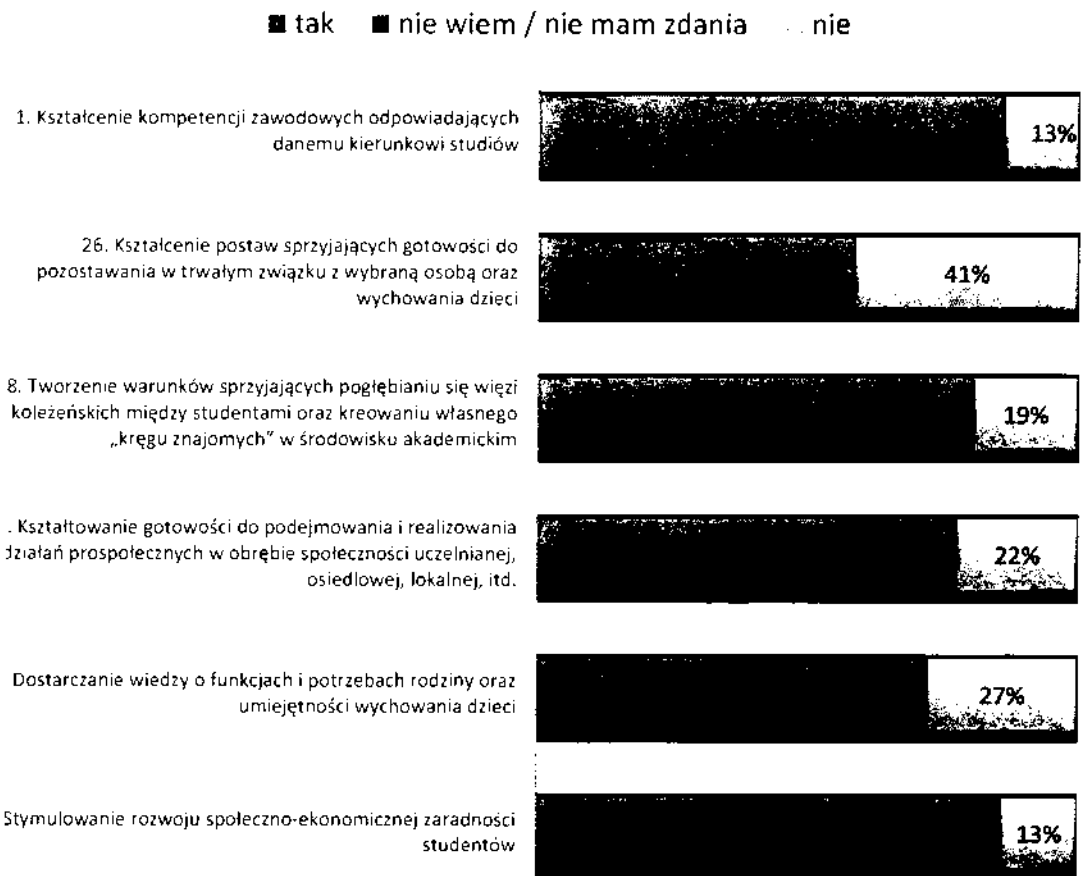 tak nie wiem / nie mam zdania nie
1. Kształcenie kompetencji zawodowych odpowiadających
danemu kierunkowi studiów
13%
26. Kształcenie postaw sprzyjających gotowości do
pozostawania w trwałym związku z wybraną osobą oraz
wychowania dzieci
41%
8. Tworzenie warunków sprzyjających pogłębianiu się więzi
koleżeńskich między studentami oraz kreowaniu własnego
„kręgu znajomych" w środowisku akademickim
19%
. Kształtowanie gotowości do podejmowania i realizowania
działań prospołecznych w obrębie społeczności uczelnianej,
osiedlowej, lokalnej, itd.
22%
Dostarczanie wiedzy o funkcjach i potrzebach rodziny oraz
umiejętności wychowania dzieci
27%
Stymulowanie rozwoju społeczno-ekonomicznej zaradności
studentów
13%